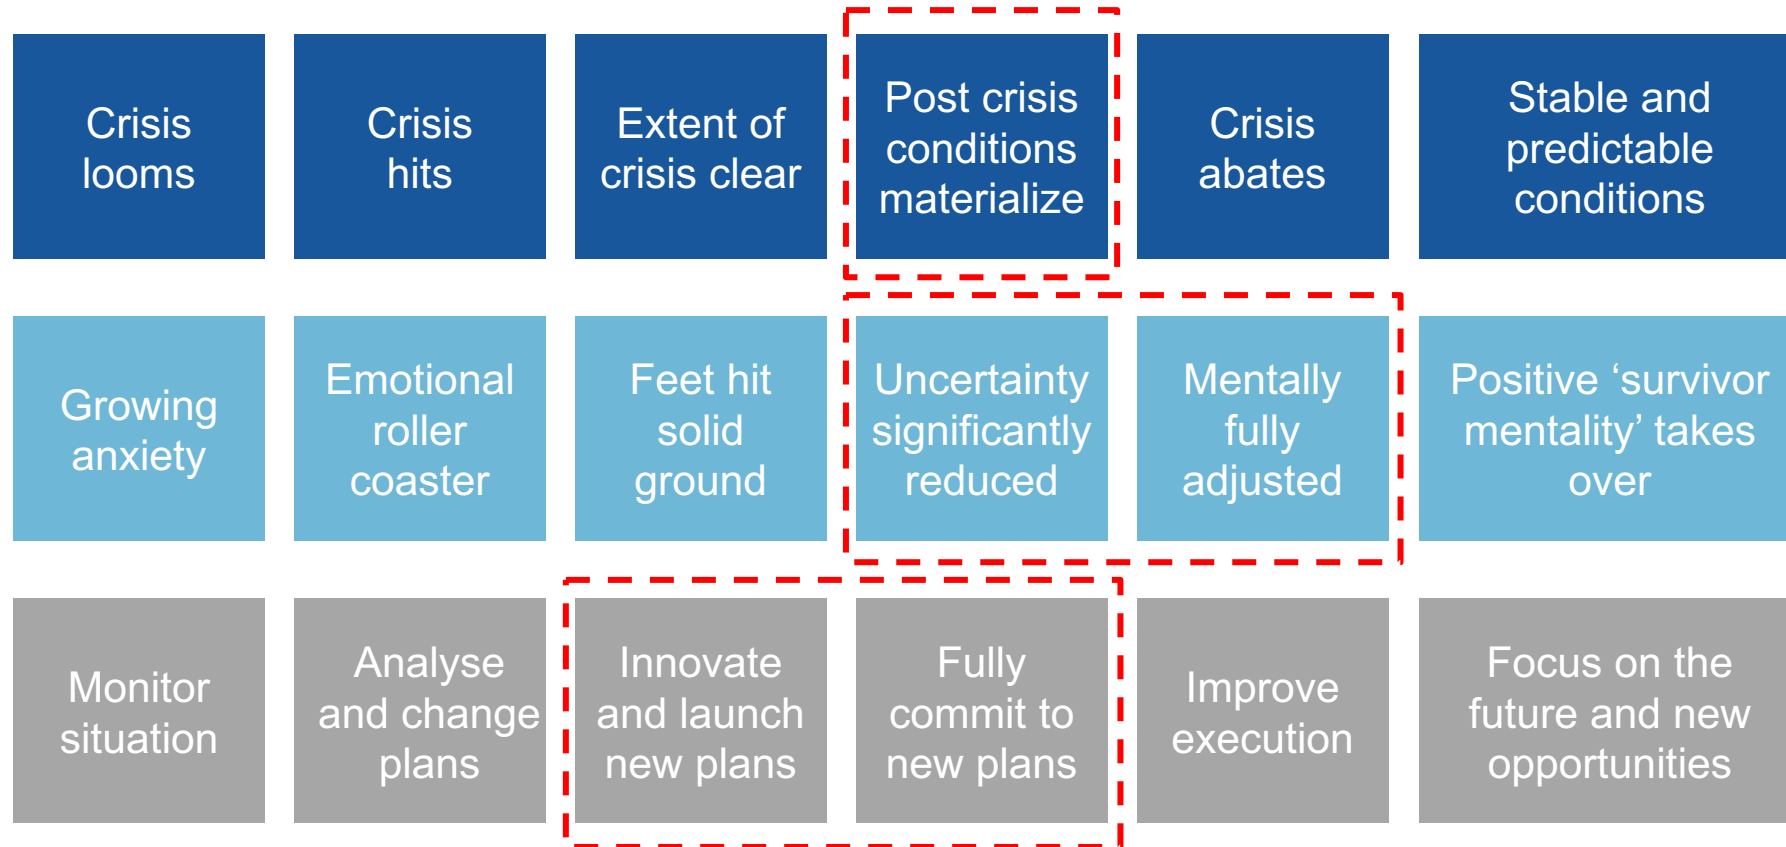 Crisis
looms
Crisis
hits
Extent of
crisis clear
Post crisis
conditions
materialize
Crisis
abates
Stable and
predictable
conditions
Growing
anxiety
Emotional
roller
coaster
Feet hit
solid
ground
Uncertainty
significantly
reduced
Mentally
fully
adjusted
Positive ‘survivor
mentality’ takes
over
Monitor
situation
Analyse
and change
plans
Innovate
and launch
new plans
Fully
commit to
new plans
Improve
execution
Focus on the
future and new
opportunities